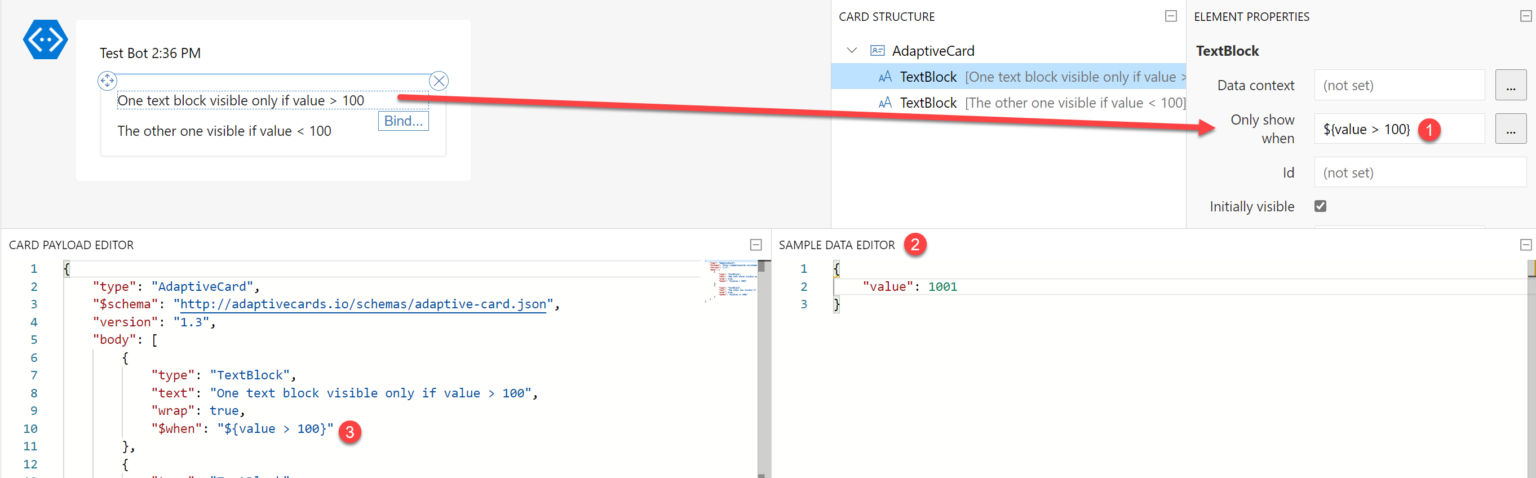 Test Bot 2:36 PM
One text block visible only if value > 100
Bind...
The other one visible if value < 100
CARD STRUCTURE
AdaptiveCard
TextBlock [One text block visible only if value >
TextBlock [The other one visible if value < 100]
ELEMENT PROPERTIES
TextBlock
Data context (not set) ...
Only show when ${value > 100} 1 ...
Id (not set)
Initially visible
CARD PAYLOAD EDITOR
1 {
2 "type": "AdaptiveCard",
3 "$schema": "http://adaptivecards.io/schemas/adaptive-card.json",
4 "version": "1.3",
5 "body": [
6 {
7 "type": "TextBlock",
8 "text": "One text block visible only if value > 100",
9 "wrap": true,
10 "$when": "${value > 100}" 3
11 },
12 {
SAMPLE DATA EDITOR 2
1 {
2 "value": 1001
3 }